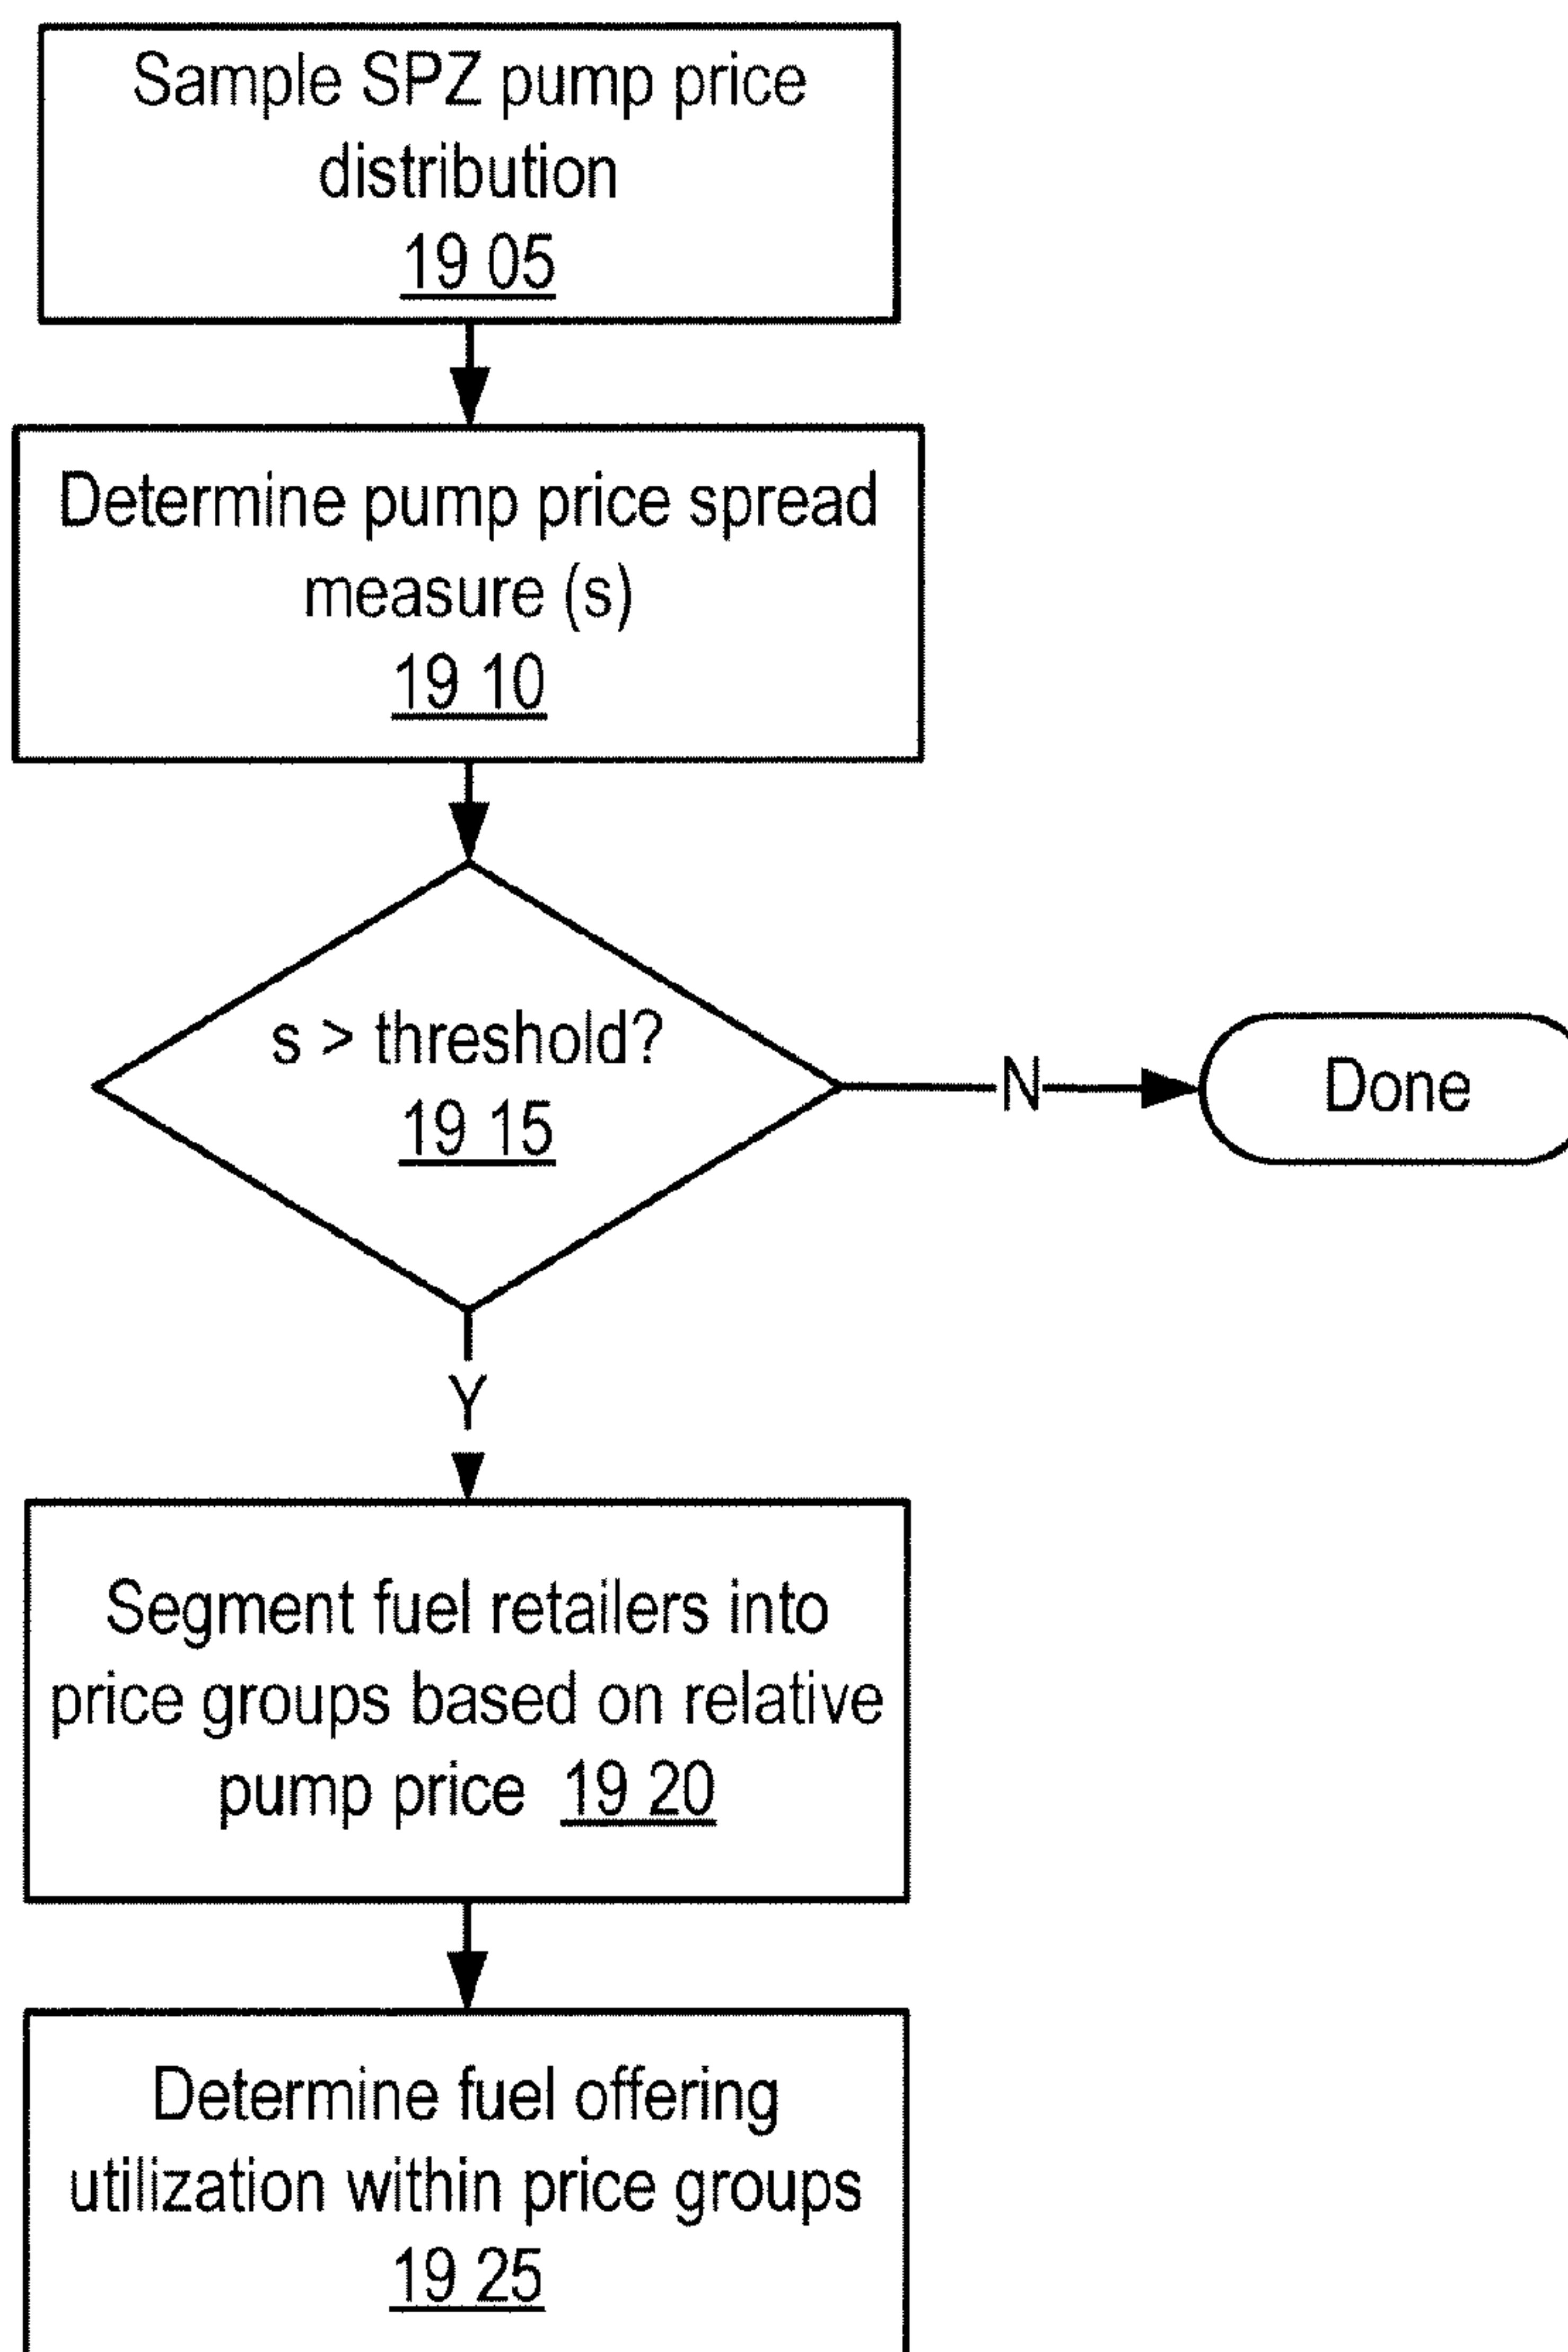 Sample SPZ pump price
distribution
19 05
Determine pump price spread
measure (s)
19 10
s > threshold?
19 15
N
Done
Y
Segment fuel retailers into
price groups based on relative
pump price 19 20
Determine fuel offering
utilization within price groups
19 25